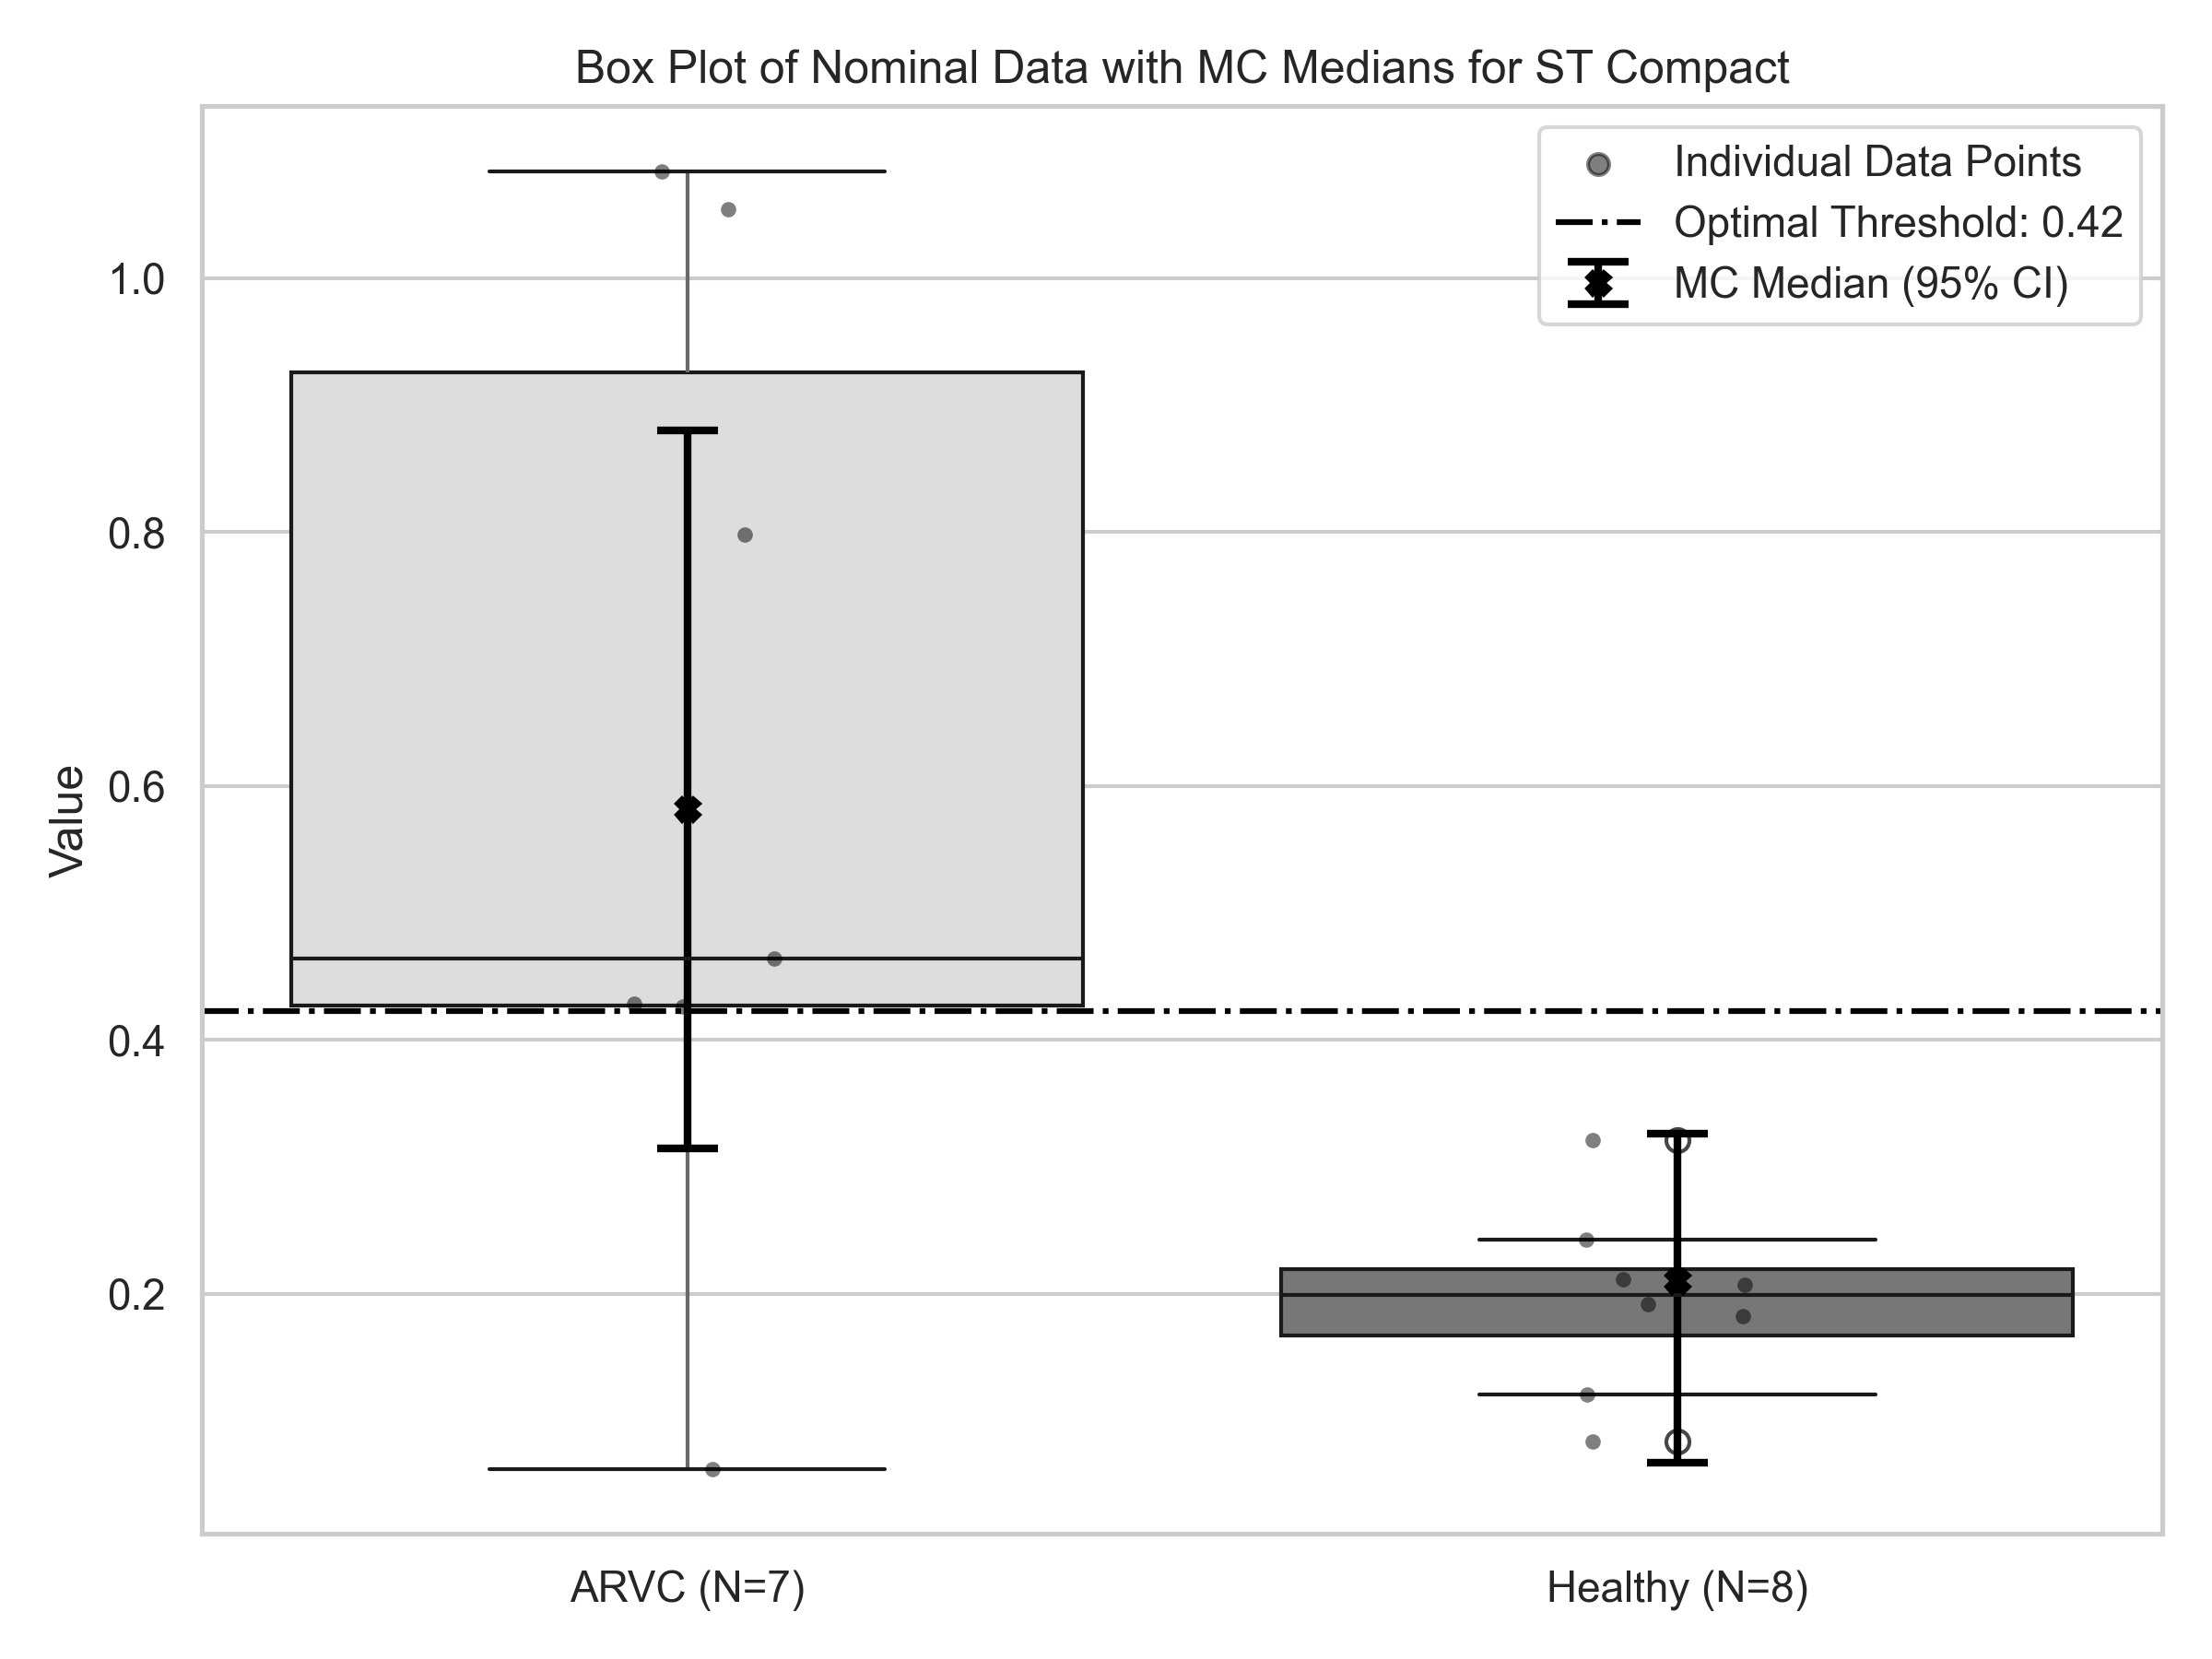 Box Plot of Nominal Data with MC Medians for ST Compact
Individual Data Points
Optimal Threshold: 0.42
MC Median (95% CI)
Value
1.0
0.8
0.6
0.4
0.2
ARVC (N=7)
Healthy (N=8)